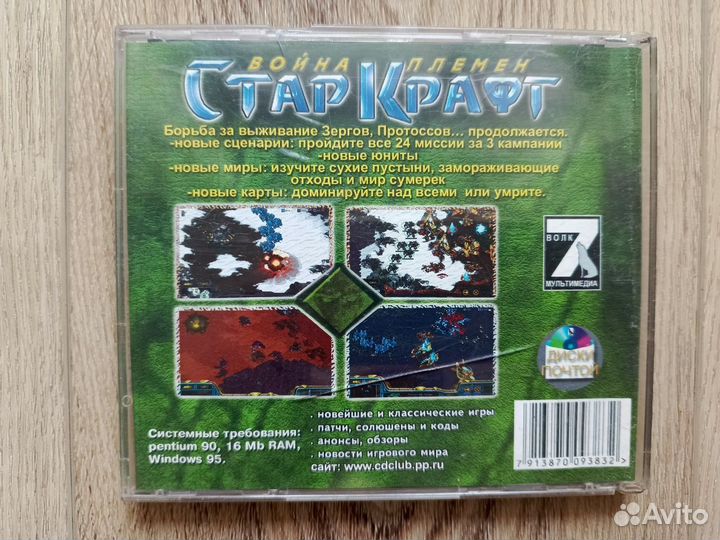 ВОЙНА ПЛЕМЕН
СТАРКРАФТ
Борьба за выживание Зергов, Протоссов... продолжается.
-новые сценарии: пройдите все 24 миссии за 3 кампании
-новые юниты
-новые миры: изучите сухие пустыни, замораживающие
отходы и мир сумерек
-новые карты: доминируйте над всеми или умрите.
ВОЛК
7
МУЛЬТИМЕДИА
ДИСКИ
ПОЧТОЙ
Системные требования:
pentium 90, 16 Mb RAM,
Windows 95.
. новейшие и классические игры
. патчи, солюшены и коды
. анонсы, обзоры
. новости игрового мира
сайт: www.cdclub.pp.ru
7 913870 093832 >
Avito